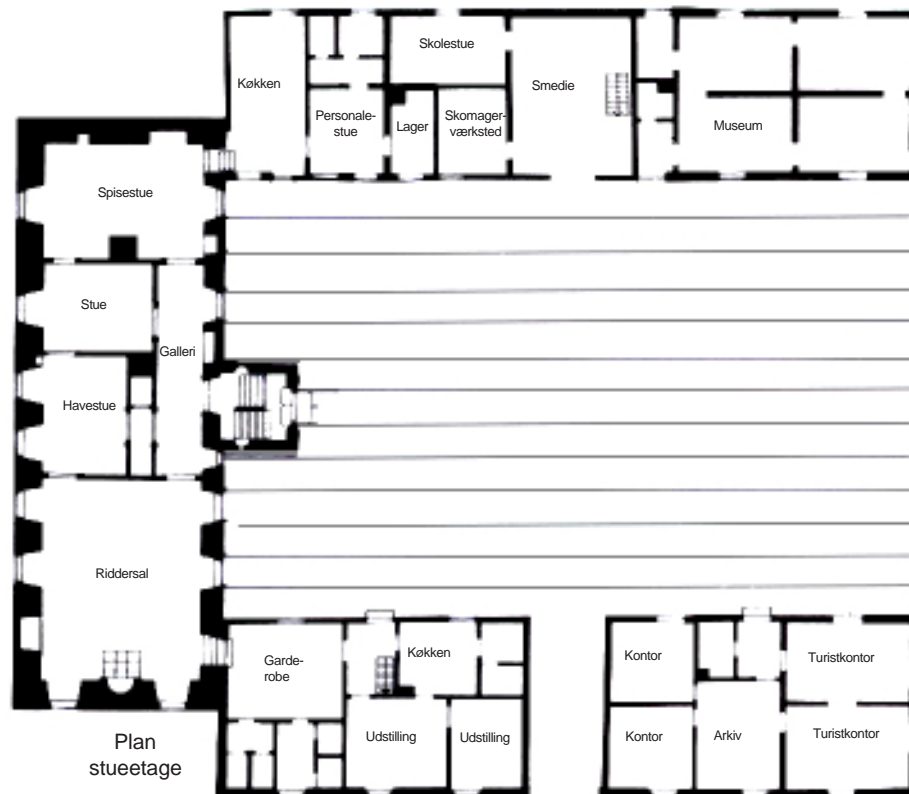 Skolestue
Køkken
Smedie
Personale-
stue
Lager
Skomager-
værksted
Museum
Spisestue
Stue
Galleri
Havestue
Riddersal
Garde-
robe
Køkken
Udstilling
Udstilling
Kontor
Turistkontor
Kontor
Arkiv
Turistkontor
Plan
stueetage